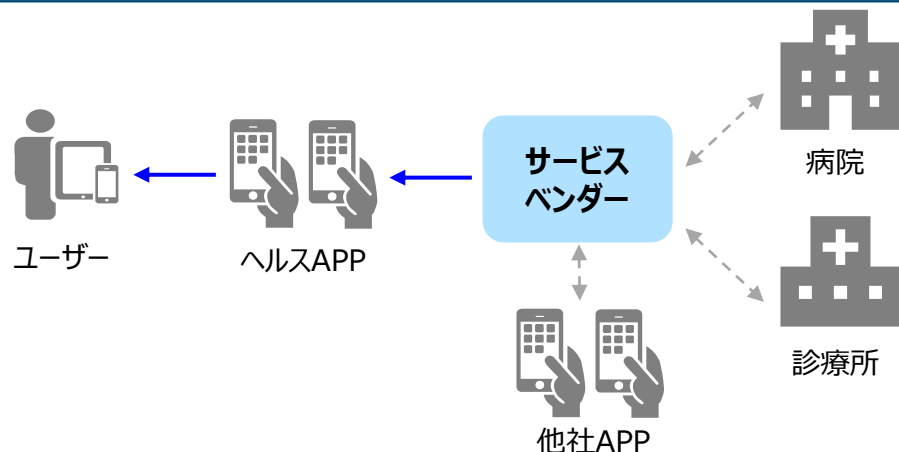 サービス
ベンダー
病院
ユーザー
ヘルスAPP
診療所
他社APP